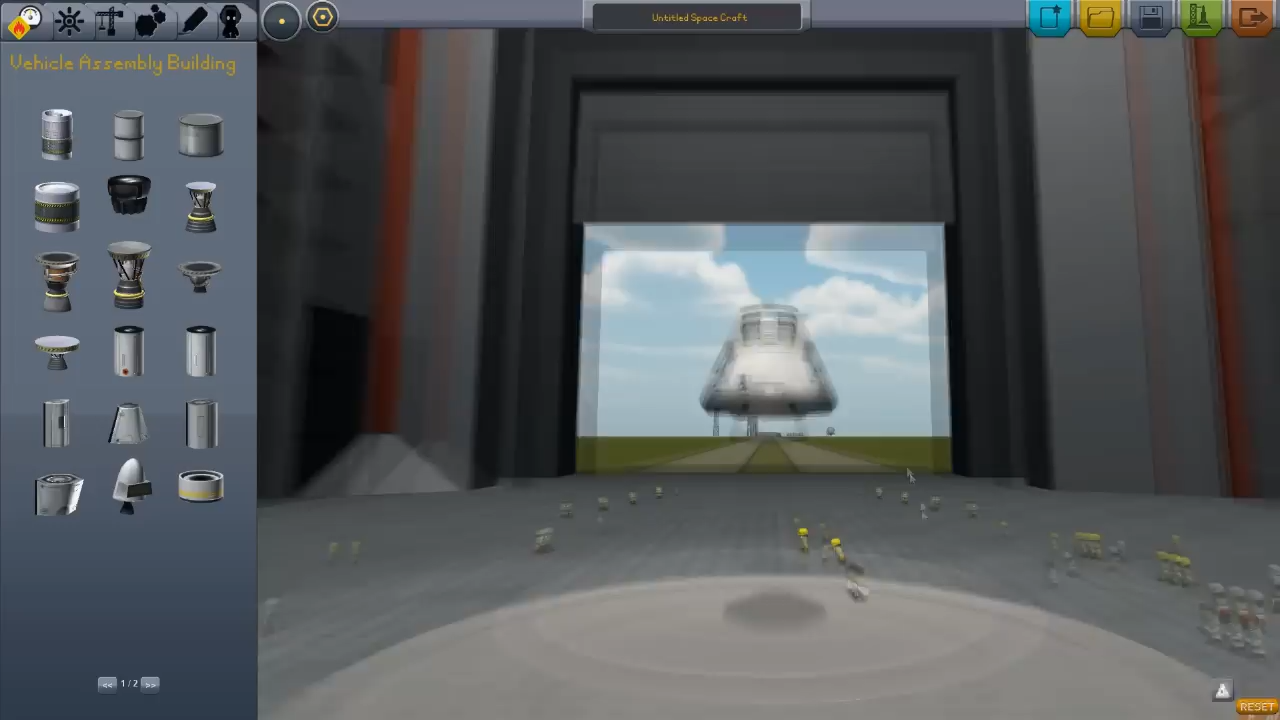 Untitled Space Craft
Vehicle Assembly Building
<< 1 / 2 >>
RESET